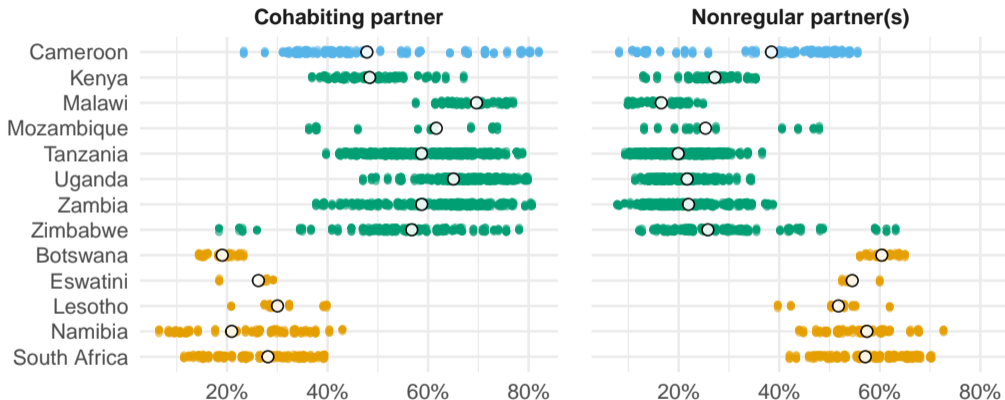 Cohabiting partner Nonregular partner(s)
Cameroon
Kenya
Malawi
Mozambique
Tanzania
Uganda
Zambia
Zimbabwe
Botswana
Eswatini
Lesotho
Namibia
South Africa
20% 40% 60% 80% 20% 40% 60% 80%